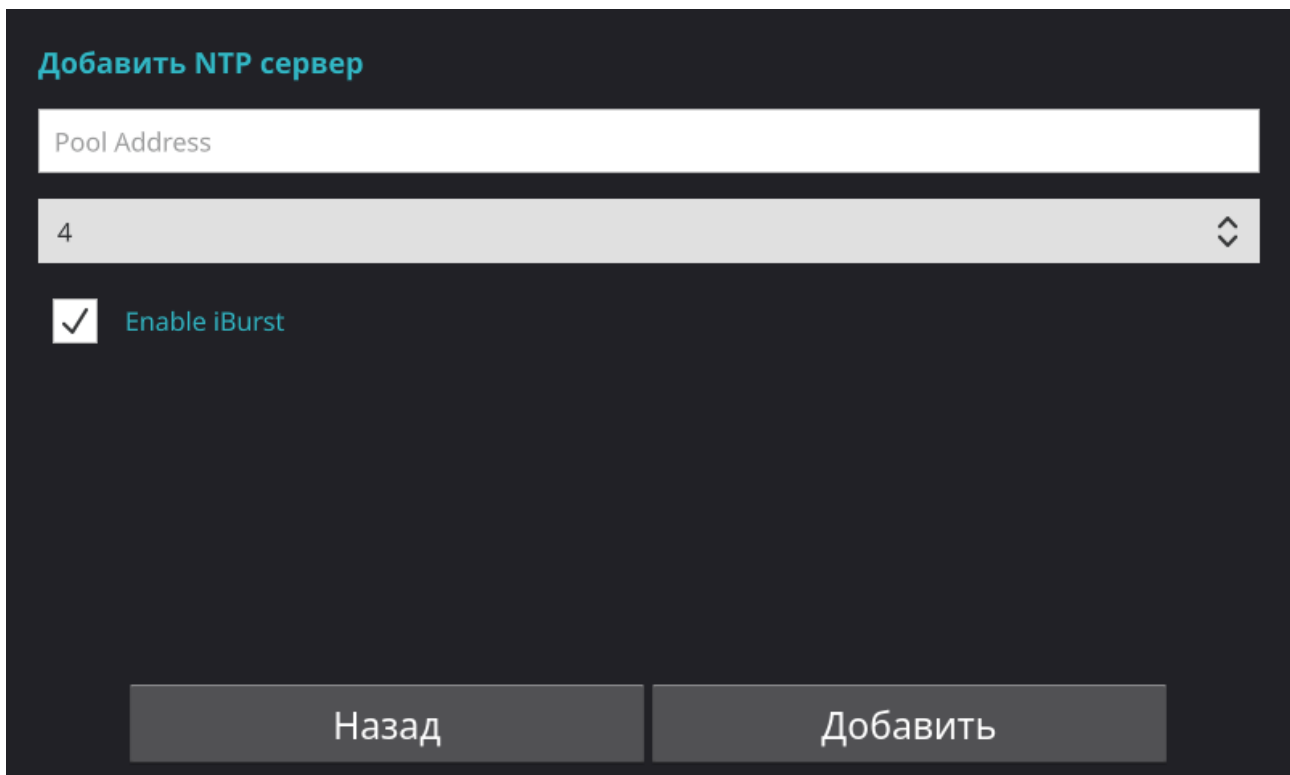 Добавить NTP сервер
Pool Address
4
Enable iBurst
Назад Добавить